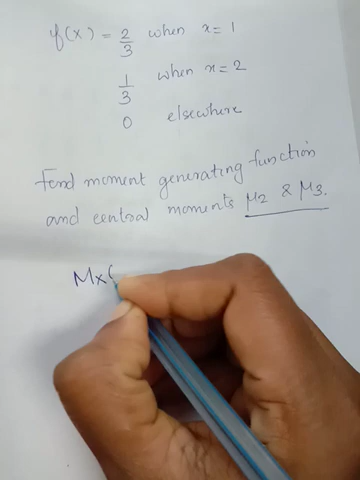 f(x) = 2/3 when x = 1
1/3 when x = 2
0 elsewhere
Find moment generating function
and central moments μ2 & μ3.
Mx(